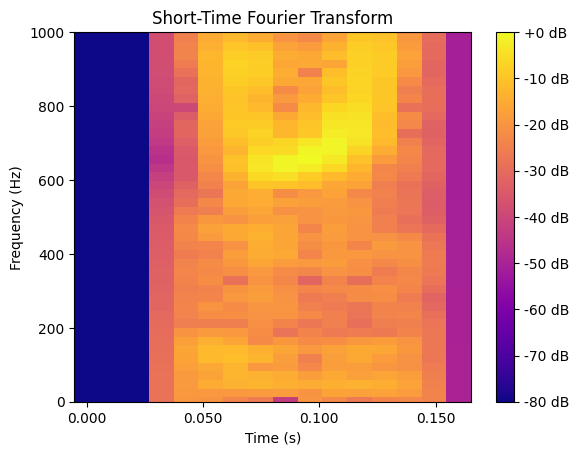 Short-Time Fourier Transform
Frequency (Hz)
1000
800
600
400
200
0
0.000
0.050
0.100
0.150
Time (s)
+0 dB
-10 dB
-20 dB
-30 dB
-40 dB
-50 dB
-60 dB
-70 dB
-80 dB